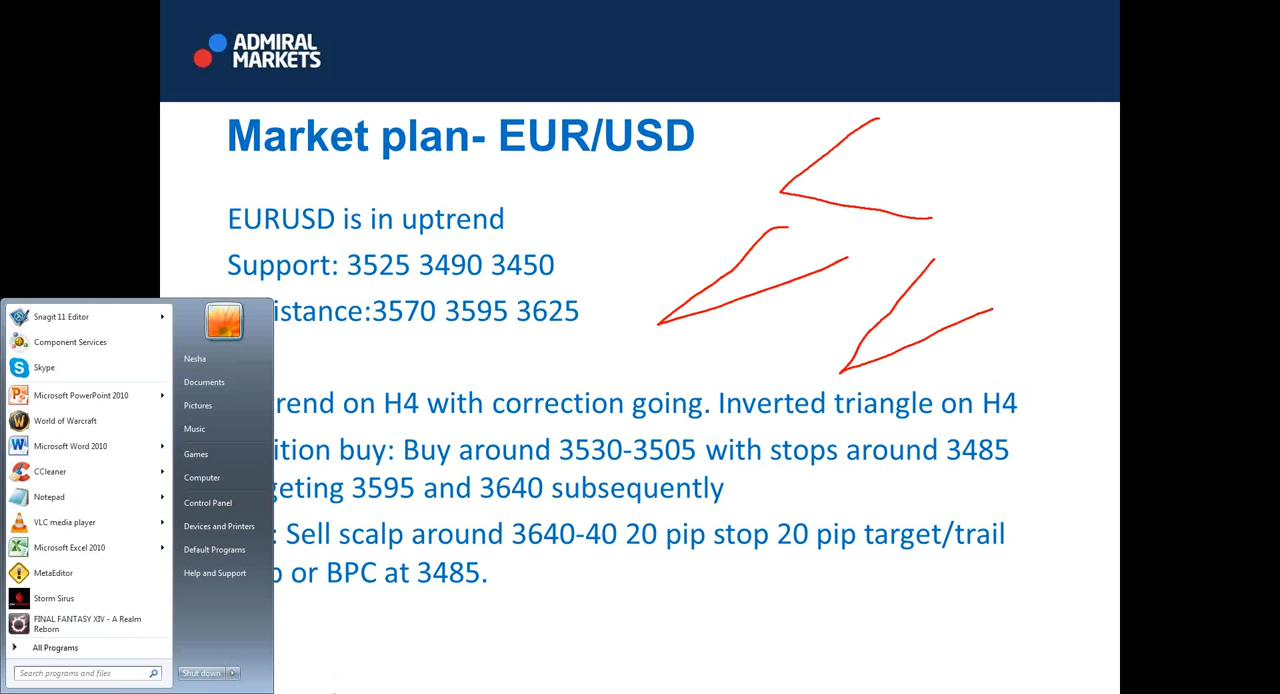 ADMIRAL
MARKETS
Market plan- EUR/USD
EURUSD is in uptrend
Support: 3525 3490 3450
istance:3570 3595 3625
rend on H4 with correction going. Inverted triangle on H4
ition buy: Buy around 3530-3505 with stops around 3485
geting 3595 and 3640 subsequently
: Sell scalp around 3640-40 20 pip stop 20 pip target/trail
or BPC at 3485.
Snagit 11 Editor
Component Services
Skype
Microsoft PowerPoint 2010
World of Warcraft
Microsoft Word 2010
CCleaner
Notepad
VLC media player
Microsoft Excel 2010
MetaEditor
Storm Sirus
FINAL FANTASY XIV - A Realm
Reborn
All Programs
Search programs and files
Nesha
Documents
Pictures
Music
Games
Computer
Control Panel
Devices and Printers
Default Programs
Help and Support
Shut down